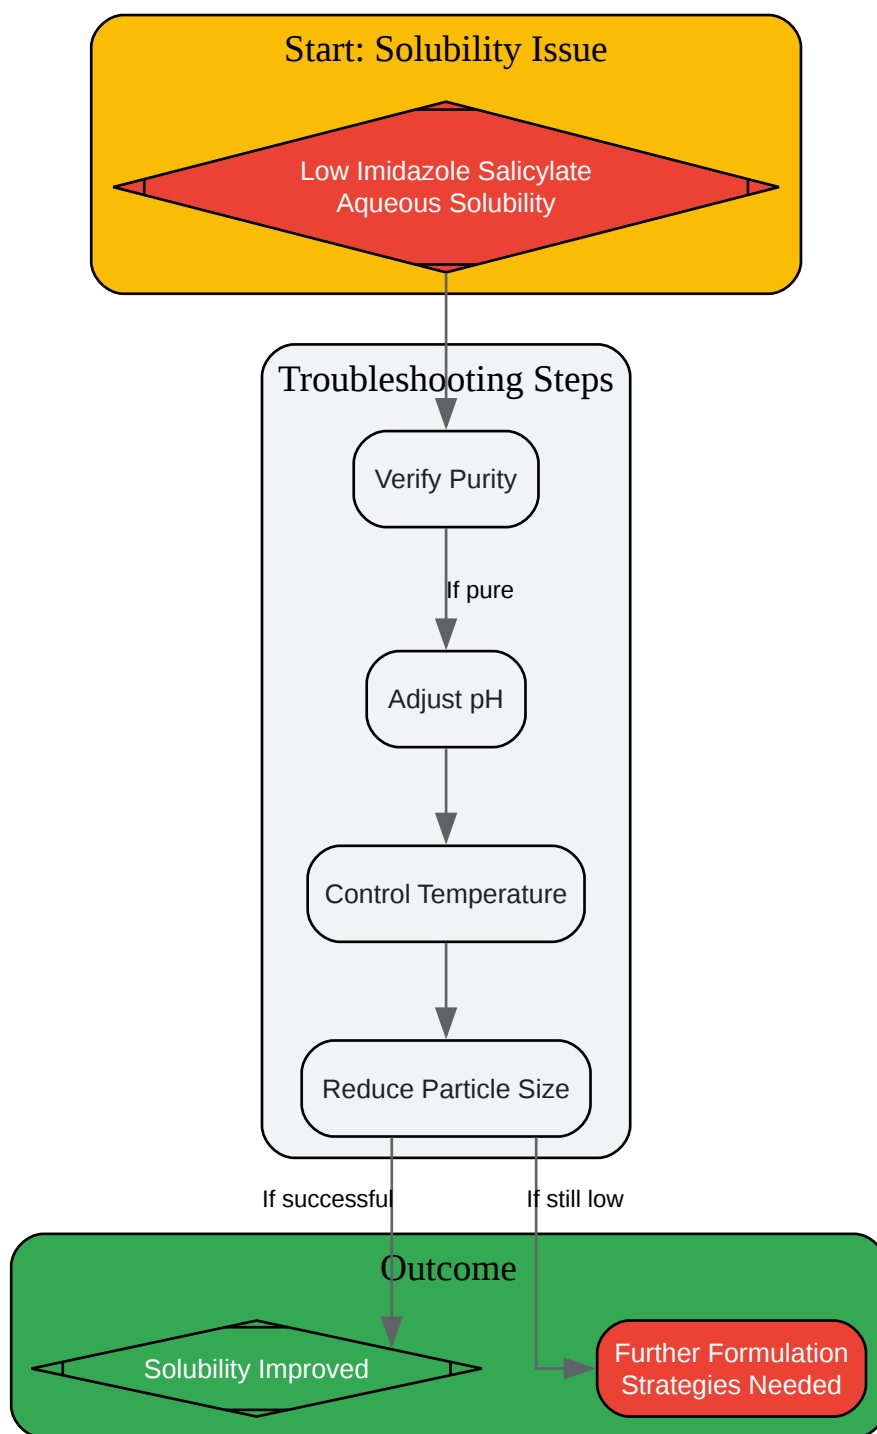 Start: Solubility Issue
Low Imidazole Salicylate
Aqueous Solubility
Troubleshooting Steps
Verify Purity
If pure
Adjust pH
Control Temperature
Reduce Particle Size
If successful
If still low
Outcome
Solubility Improved
Further Formulation
Strategies Needed